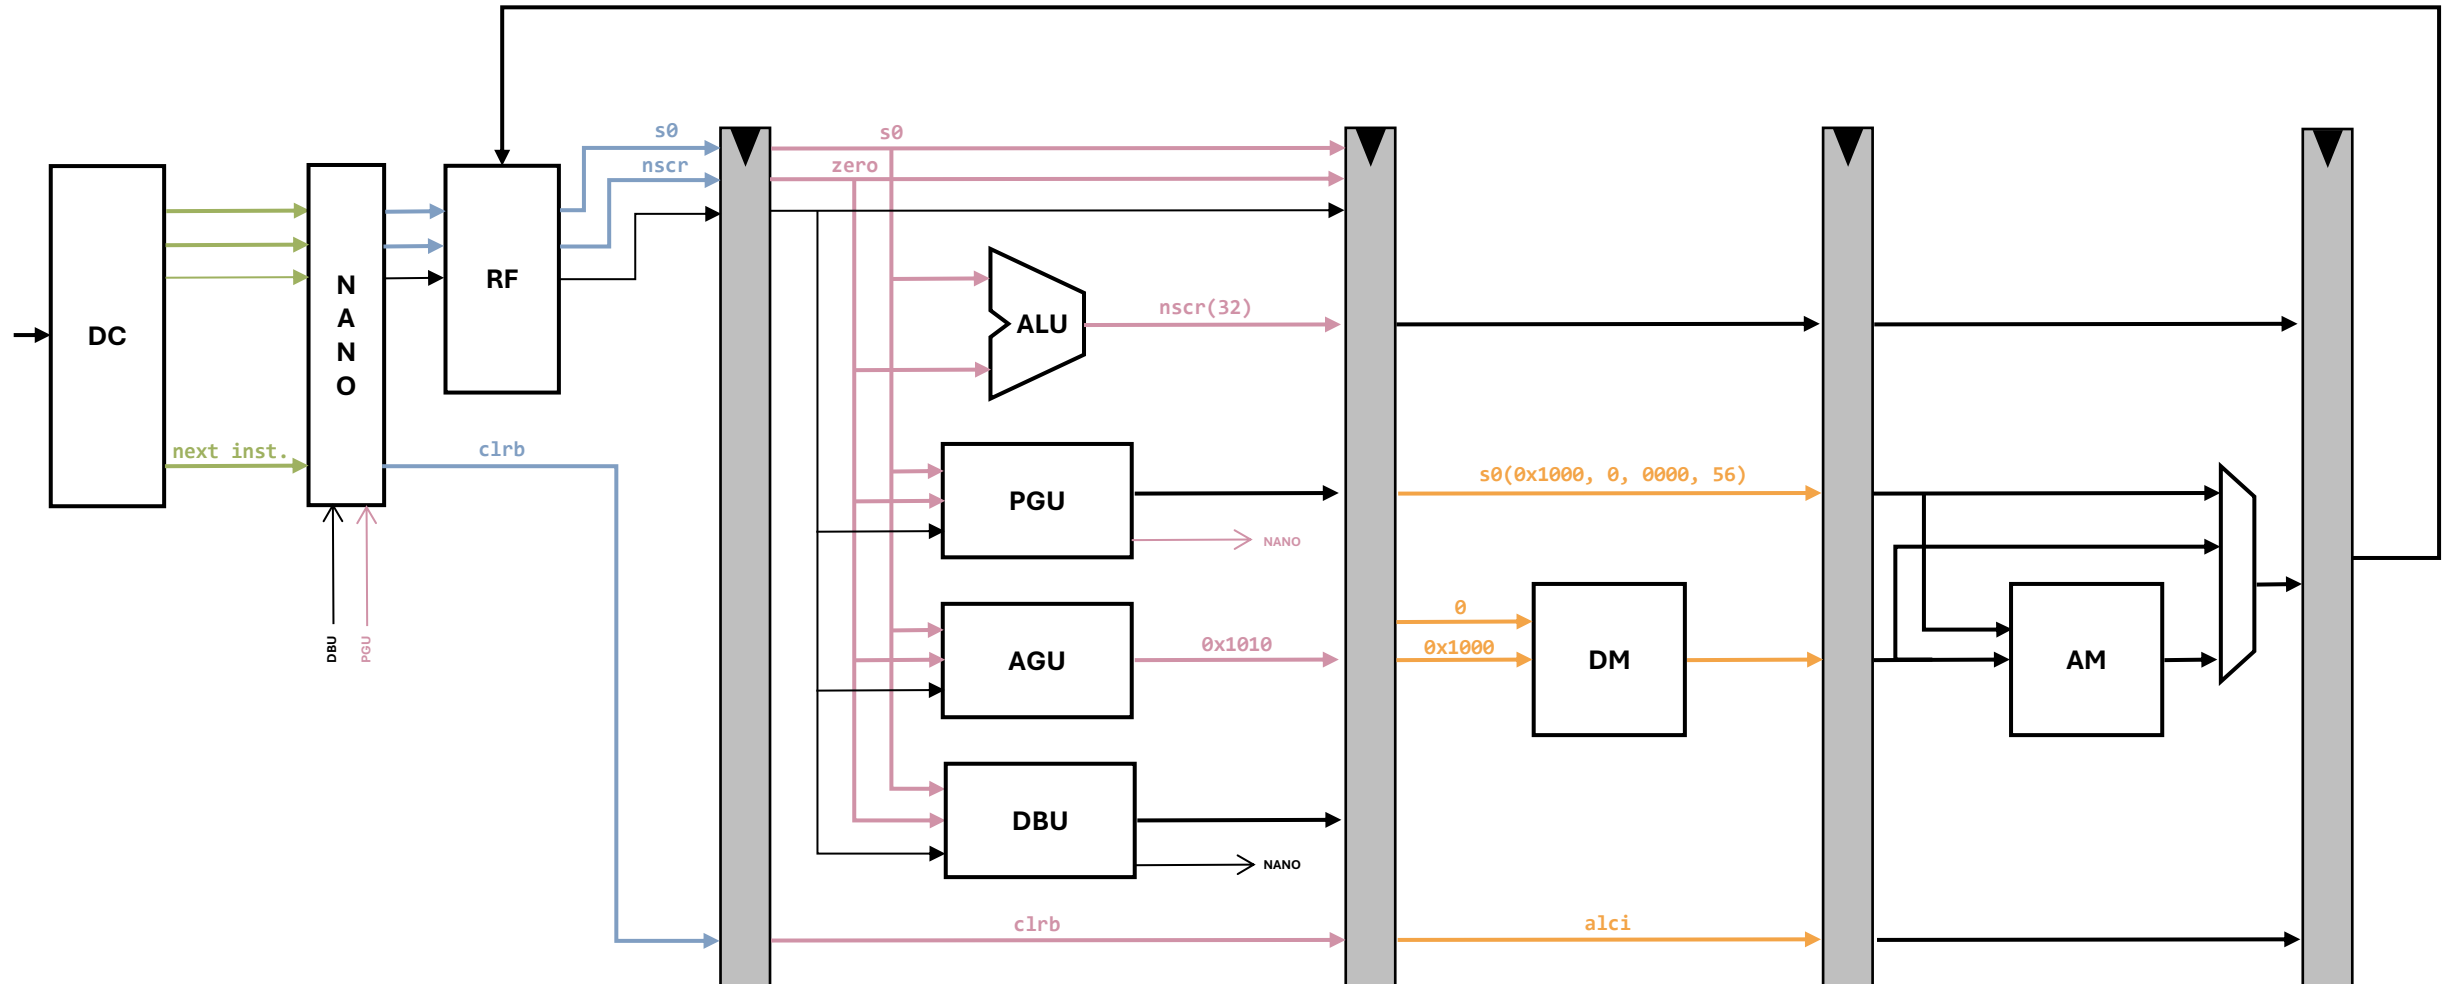 s0
s0
nscr
zero
DC
N
A
N
O
RF
ALU
nscr(32)
next inst.
clrb
PGU
s0(0x1000, 0, 0000, 56)
NANO
DBU
PGU
AGU
0x1010
0
0x1000
DM
AM
DBU
NANO
clrb
alci